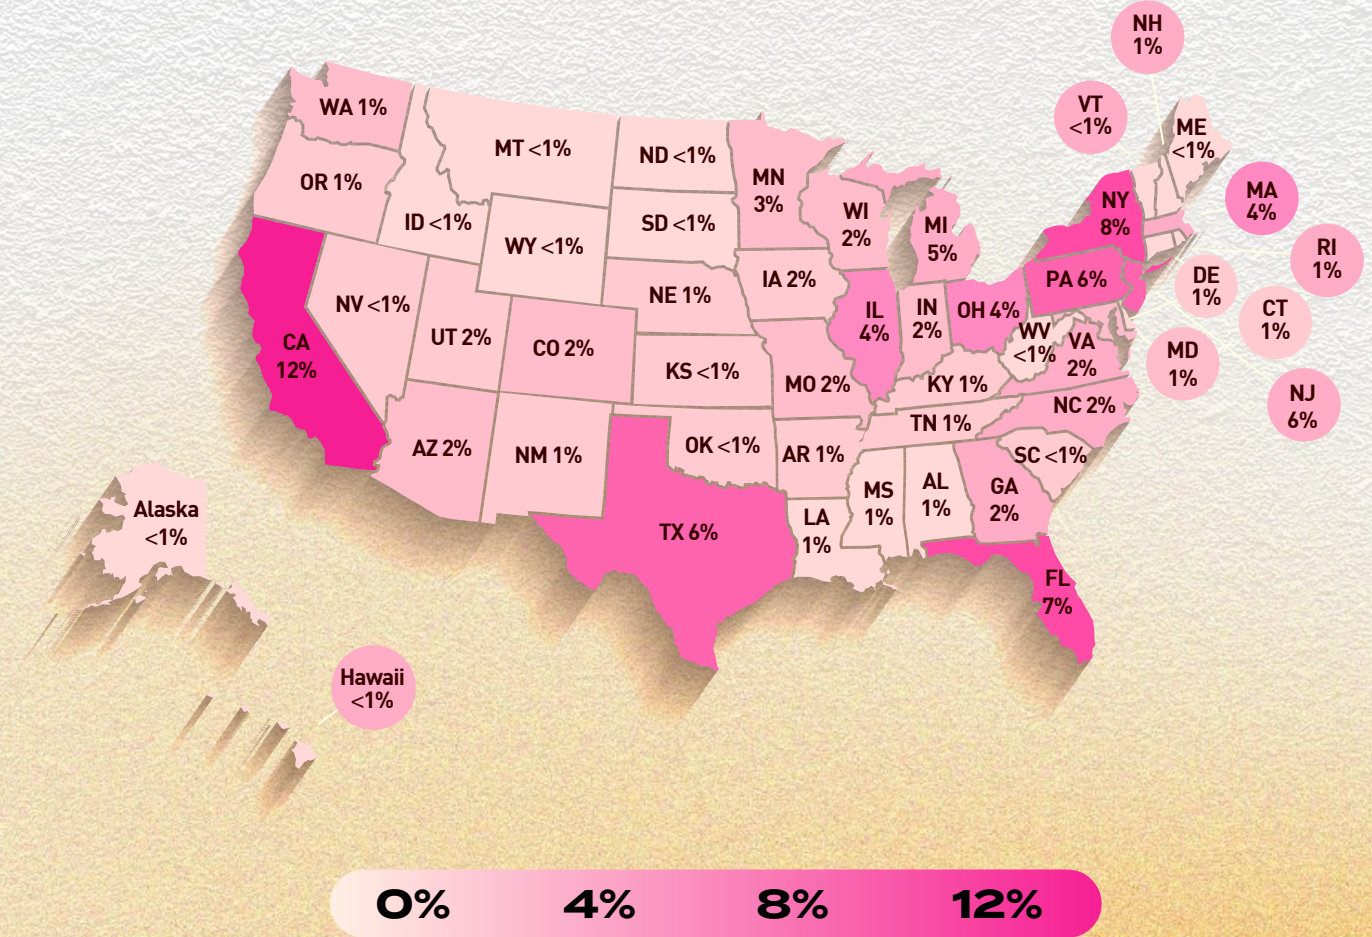 NH
1%
VT
<1%
ME
<1%
WA 1%
MT <1%
ND <1%
MN
3%
OR 1%
ID <1%
SD <1%
WI
2%
MI
5%
NY
8%
MA
4%
WY <1%
RI
1%
NV <1%
NE 1%
IA 2%
PA 6%
DE
1%
UT 2%
CO 2%
IL
4%
IN
2%
OH 4%
CT
1%
CA
12%
KS <1%
MO 2%
KY 1%
WV
<1%
VA
2%
MD
1%
NJ
6%
AZ 2%
NM 1%
OK <1%
AR 1%
TN 1%
NC 2%
SC <1%
TX 6%
LA
1%
MS
1%
AL
1%
GA
2%
FL
7%
Alaska
<1%
Hawaii
<1%
0% 4% 8% 12%